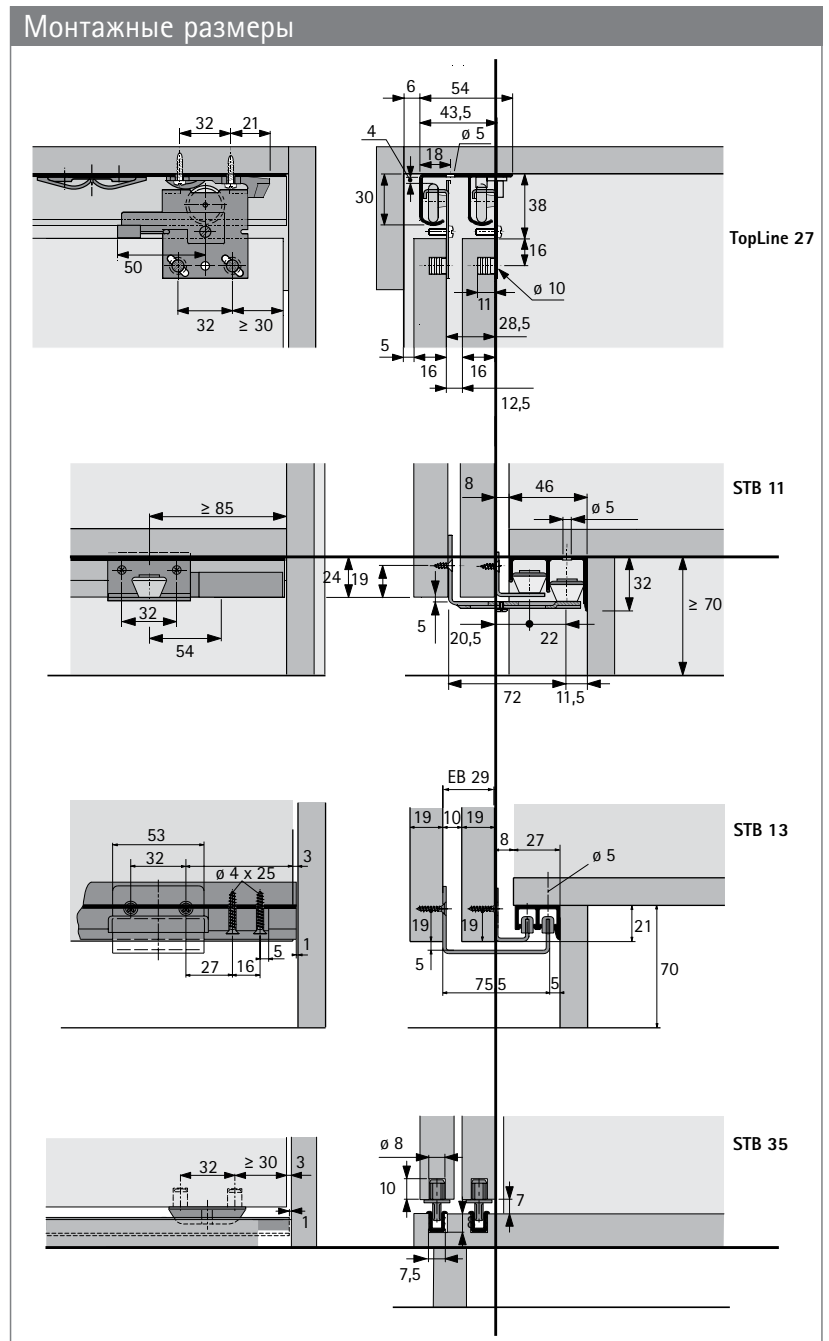 Монтажные размеры
6 54
32 21 43,5
4 ø 5
18
30 38
TopLine 27
50 16
ø 10
11
32 ≥ 30 28,5
5
16 16
12,5
8 46 STB 11
≥ 85 ø 5
24 19 32
32 5 ≥ 70
54 20,5 22
72 11,5
EB 29
19 10 19 STB 13
53 8 27
32 3 ø 5
ø 4 x 25
19 19 21
5 1 5
27 16 70
75,5 5
STB 35
ø 8
32 ≥ 30 3 10
7
1
7,5